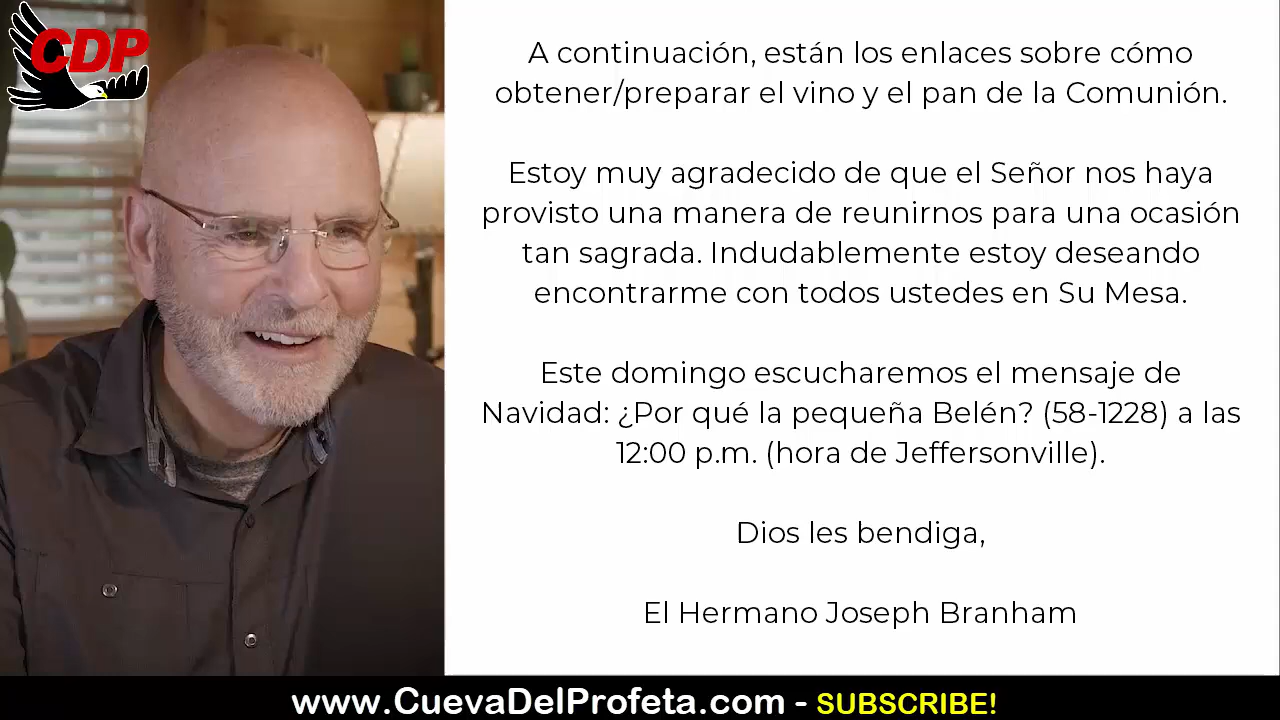 CDP
A continuación, están los enlaces sobre cómo
obtener/preparar el vino y el pan de la Comunión.
Estoy muy agradecido de que el Señor nos haya
provisto una manera de reunirnos para una ocasión
tan sagrada. Indudablemente estoy deseando
encontrarme con todos ustedes en Su Mesa.
Este domingo escucharemos el mensaje de
Navidad: ¿Por qué la pequeña Belén? (58-1228) a las
12:00 p.m. (hora de Jeffersonville).
Dios les bendiga,
El Hermano Joseph Branham
www.CuevaDelProfeta.com - SUBSCRIBE!